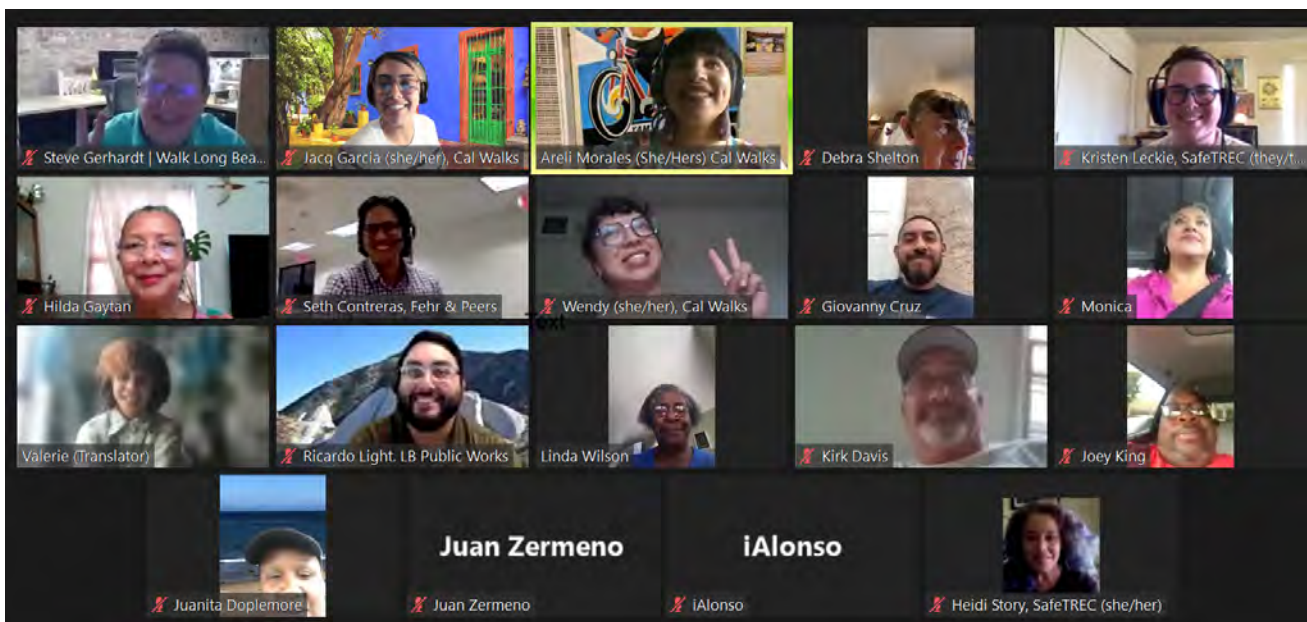 Steve Gerhardt | Walk Long Bea...
Jacq Garcia (she/her), Cal Walks
Areli Morales (She/Hers) Cal Walks
Debra Shelton
Kristen Leckie, SafeTREC (they/t...
Hilda Gaytan
Seth Contreras, Fehr & Peers
Wendy (she/her), Cal Walks
Giovanny Cruz
Monica
Text
Valerie (Translator)
Ricardo Light. LB Public Works
Linda Wilson
Kirk Davis
Joey King
Juanita Doplemore
Juan Zermeno
Juan Zermeno
iAlonso
iAlonso
Heidi Story, SafeTREC (she/her)